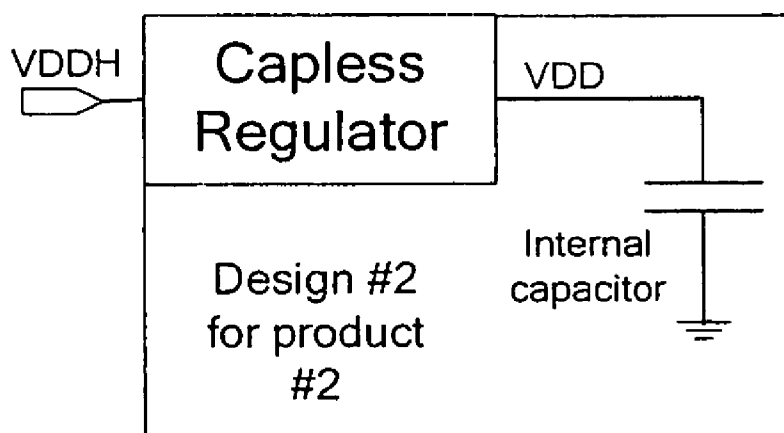 VDDH
Capless
Regulator
VDD
Internal
capacitor
Design #2
for product
#2